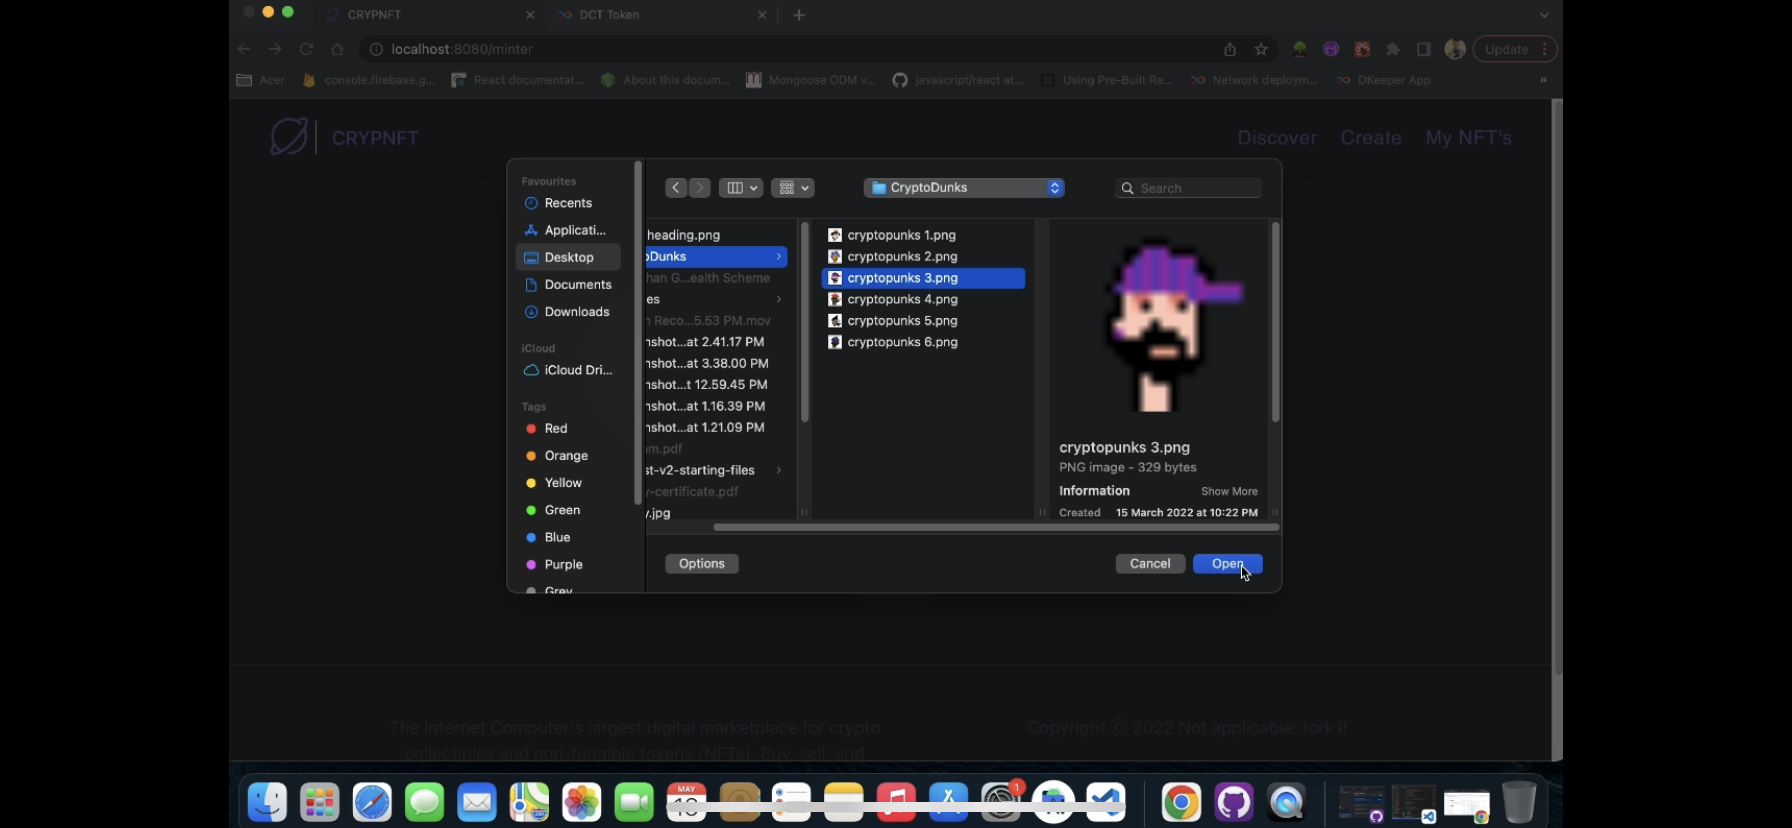 CRYPNFT
DCT Token
localhost:8080/minter
Update
Acer
console.firebase.g...
React documentat...
About this docum...
Mongoose ODM v...
javascript/react at...
Using Pre-Built Re...
Network deploym...
DKeeper App
CRYPNFT
Discover
Create
My NFT's
Favourites
Recents
Applicati...
Desktop
Documents
Downloads
iCloud
iCloud Dri...
Tags
Red
Orange
Yellow
Green
Blue
Purple
Grey
CryptoDunks
Search
heading.png
oDunks
han G...ealth Scheme
es
n Reco...5.53 PM.mov
nshot...at 2.41.17 PM
nshot...at 3.38.00 PM
nshot...t 12.59.45 PM
nshot...at 1.16.39 PM
nshot...at 1.21.09 PM
m.pdf
st-v2-starting-files
y-certificate.pdf
y.jpg
cryptopunks 1.png
cryptopunks 2.png
cryptopunks 3.png
cryptopunks 4.png
cryptopunks 5.png
cryptopunks 6.png
cryptopunks 3.png
PNG image - 329 bytes
Information
Show More
Created
15 March 2022 at 10:22 PM
Options
Cancel
Open
The Internet Computer's largest digital marketplace for crypto
collectibles and non-fungible tokens (NFTs). Buy, sell, and
Copyright © 2022 Not applicable: fork it
MAY
1